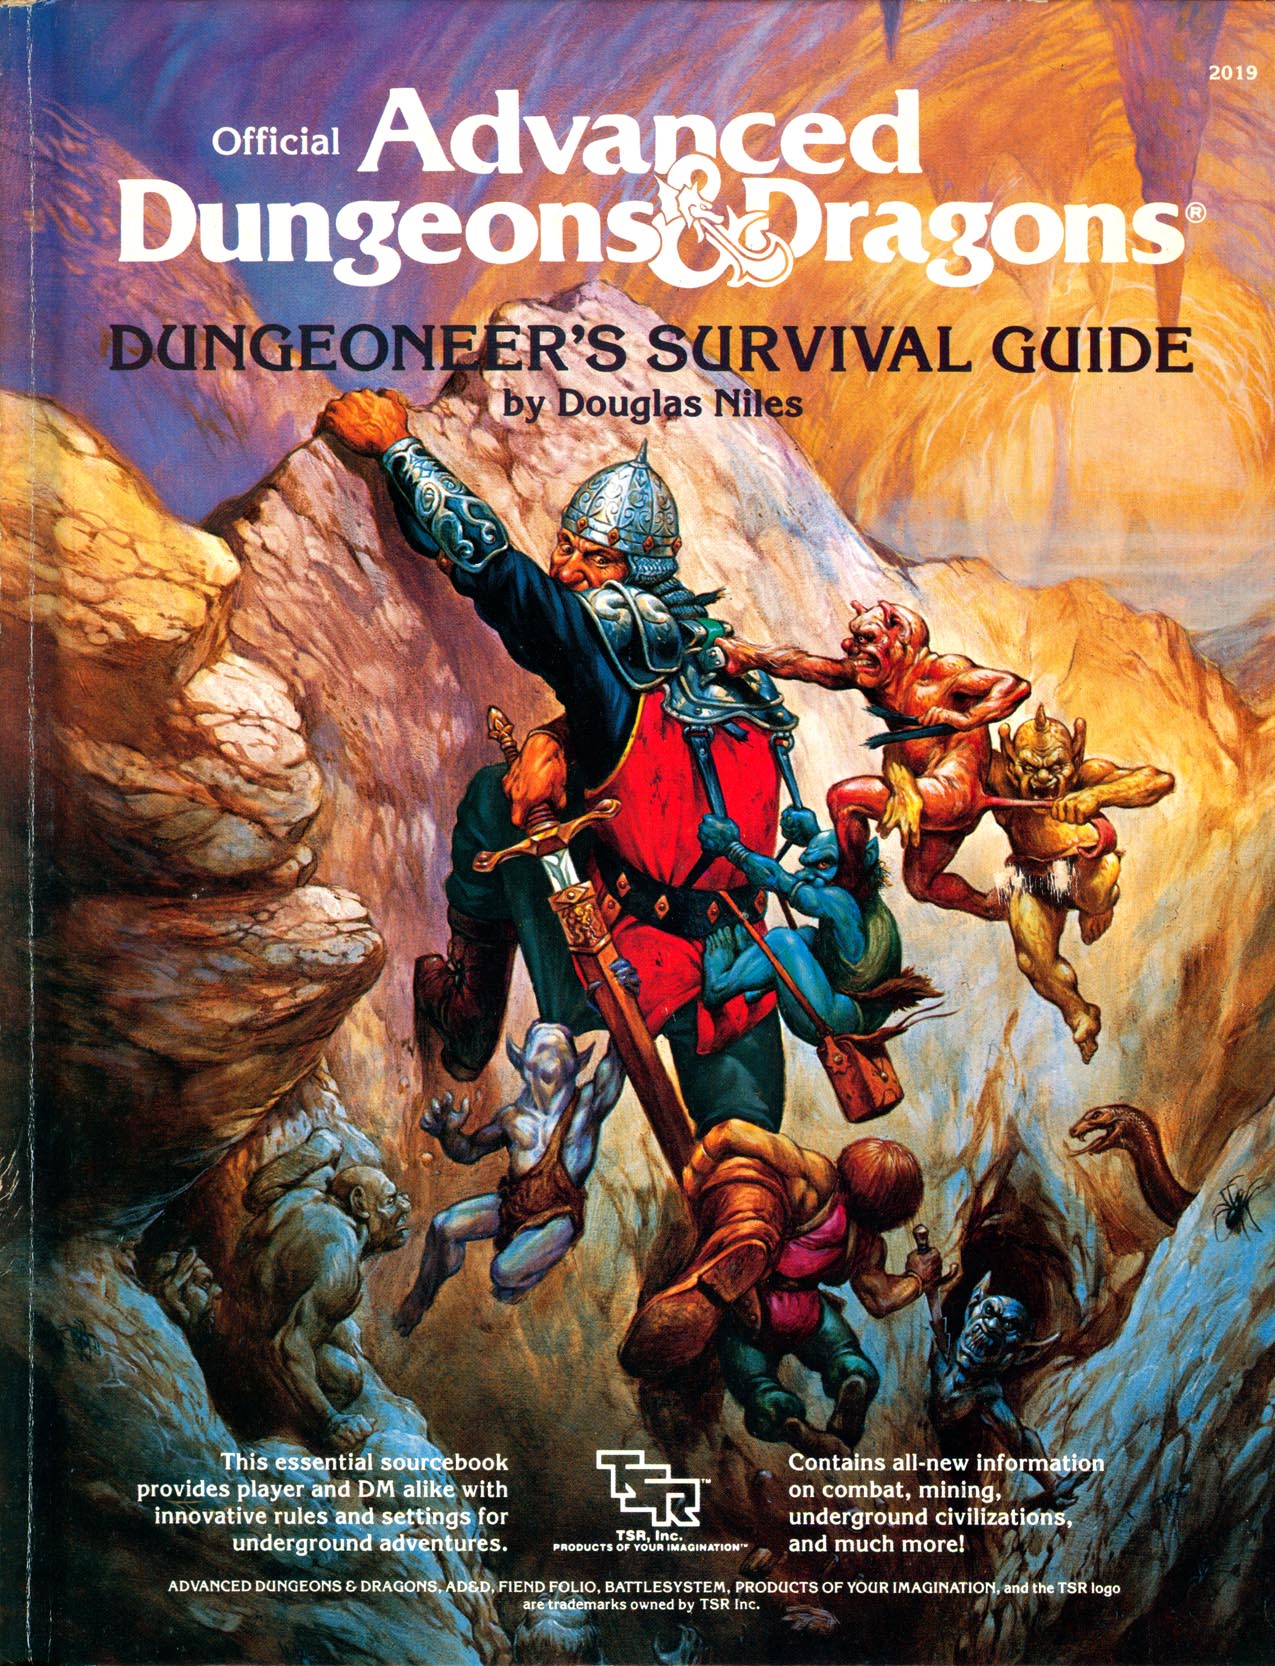 2019
Official Advanced
Dungeons & Dragons®
DUNGEONEER'S SURVIVAL GUIDE
by Douglas Niles
This essential sourcebook
provides player and DM alike with
innovative rules and settings for
underground adventures.
TSR™
TSR, Inc.
PRODUCTS OF YOUR IMAGINATION™
Contains all-new information
on combat, mining,
underground civilizations,
and much more!
ADVANCED DUNGEONS & DRAGONS, AD&D, FIEND FOLIO, BATTLESYSTEM, PRODUCTS OF YOUR IMAGINATION, and the TSR logo
are trademarks owned by TSR Inc.